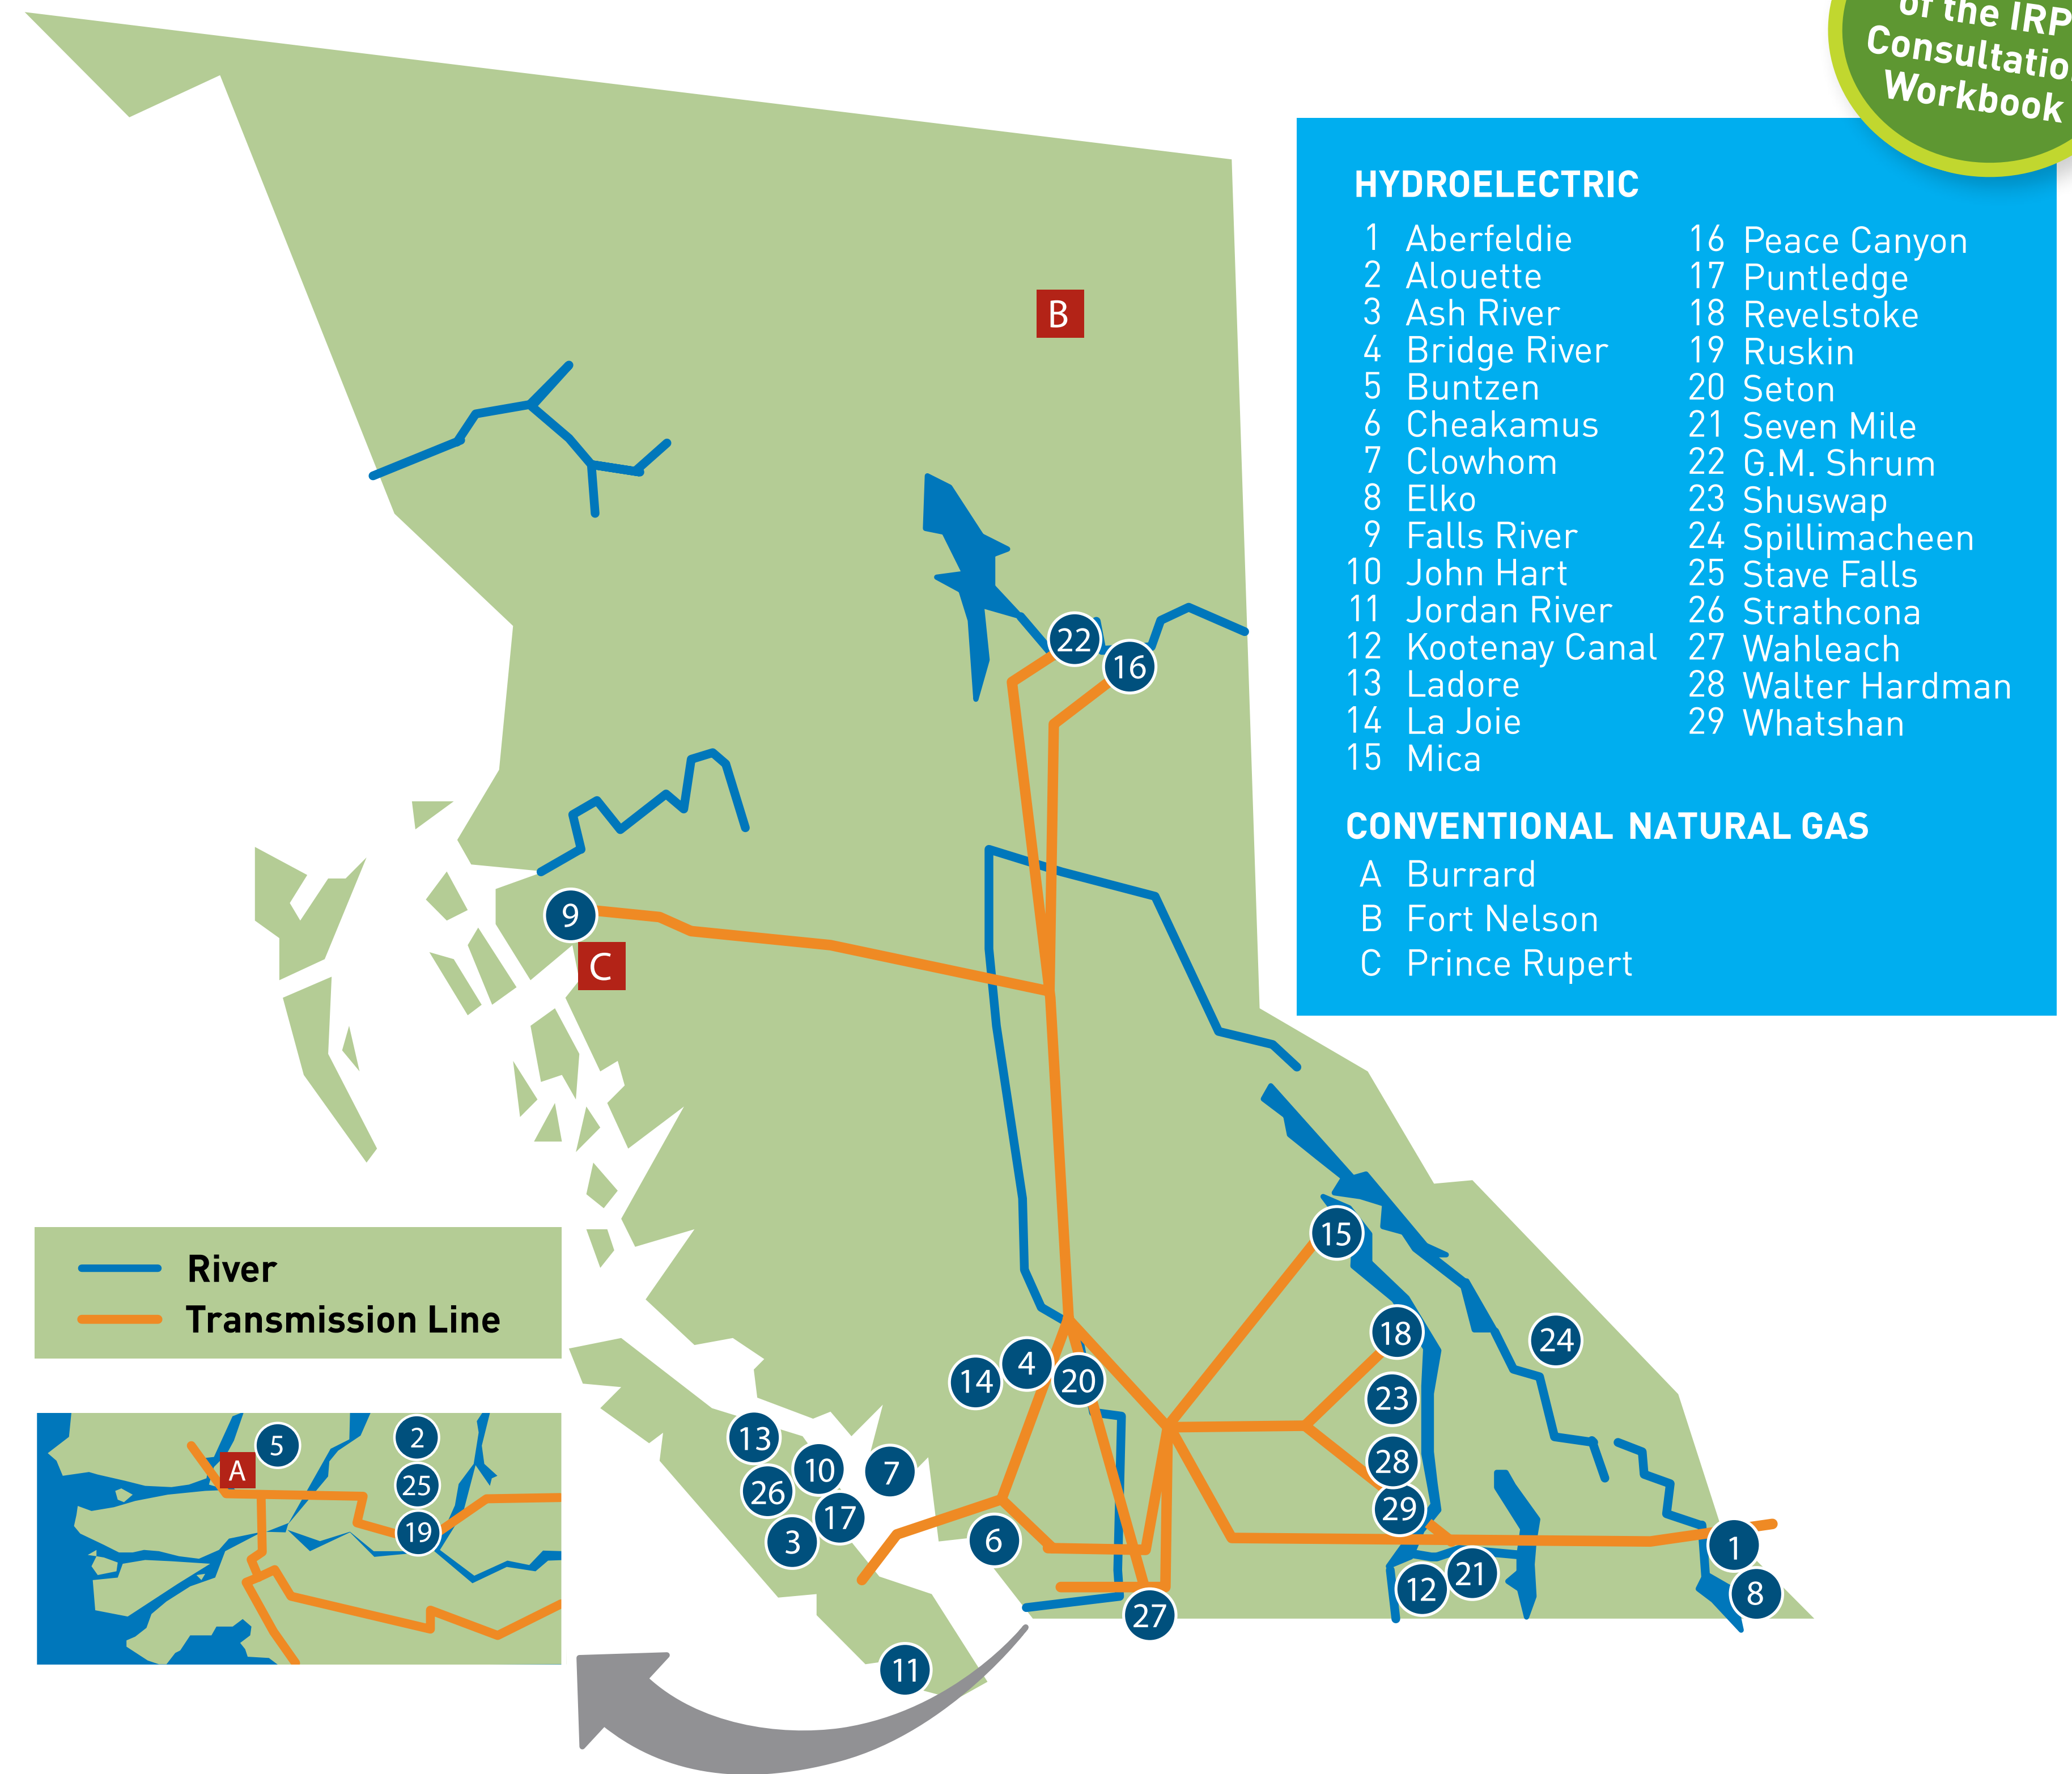 of the IRP
Consultation
Workbook
HYDROELECTRIC
1 Aberfeldie
2 Alouette
3 Ash River
4 Bridge River
5 Buntzen
6 Cheakamus
7 Clowhom
8 Elko
9 Falls River
10 John Hart
11 Jordan River
12 Kootenay Canal
13 Ladore
14 La Joie
15 Mica
16 Peace Canyon
17 Puntledge
18 Revelstoke
19 Ruskin
20 Seton
21 Seven Mile
22 G.M. Shrum
23 Shuswap
24 Spillimacheen
25 Stave Falls
26 Strathcona
27 Wahleach
28 Walter Hardman
29 Whatshan
CONVENTIONAL NATURAL GAS
A Burrard
B Fort Nelson
C Prince Rupert
B
22
16
9
C
15
18
24
4
14
20
23
13
10
7
28
26
17
29
3
6
1
21
12
8
27
11
River
Transmission Line
5
2
A
25
19